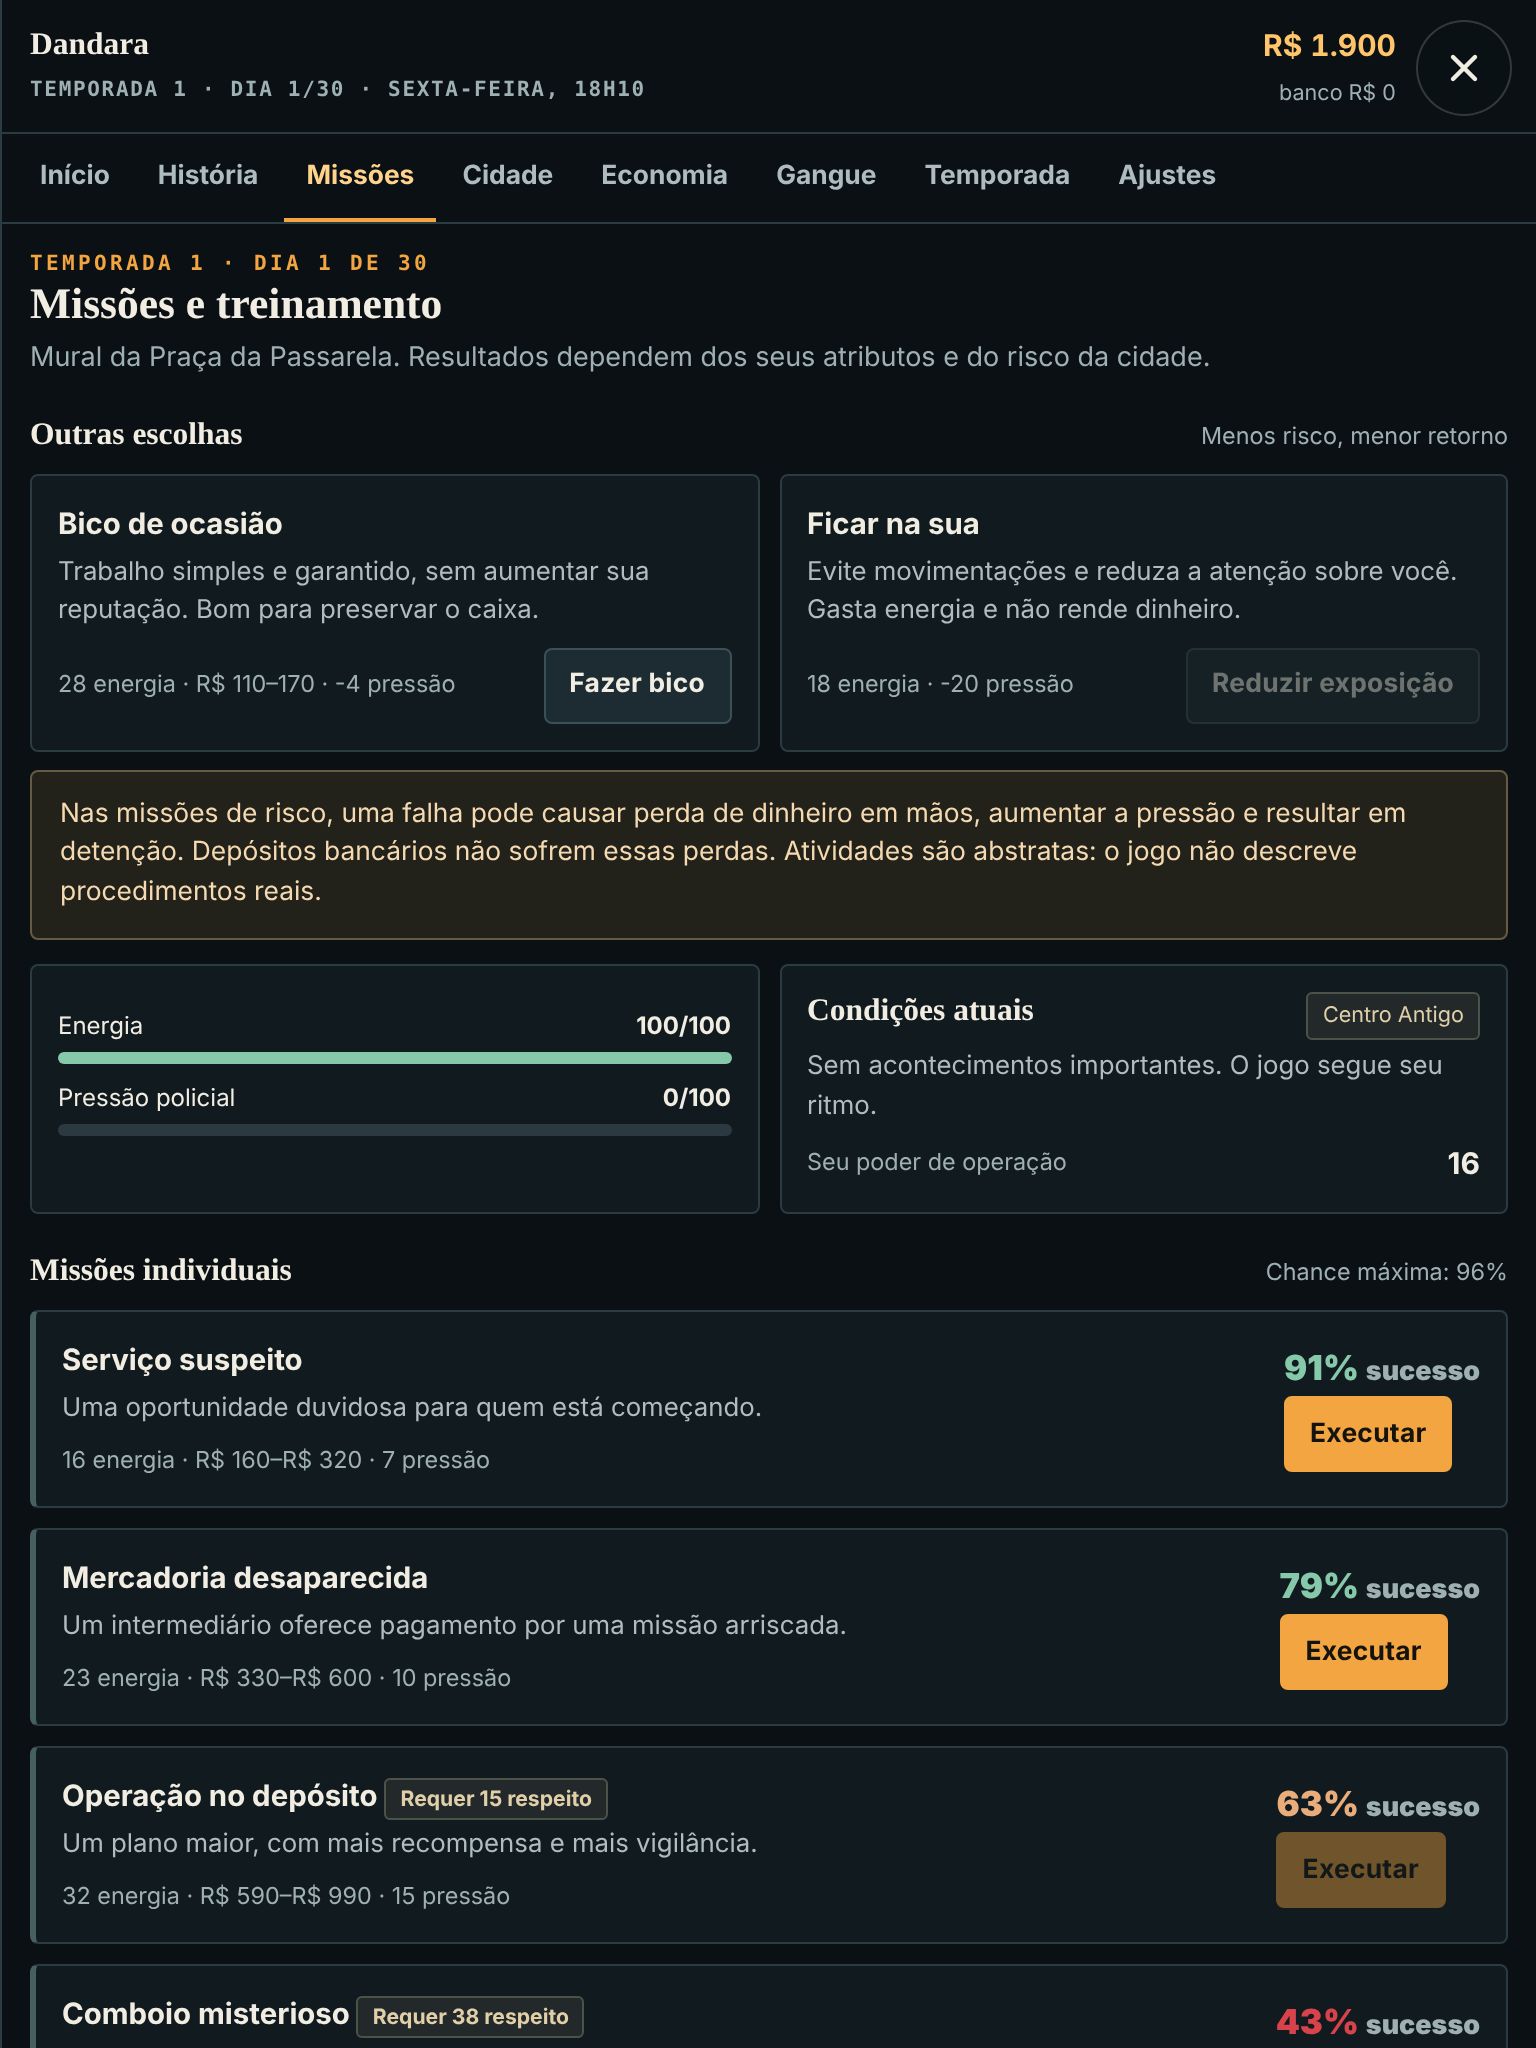 Dandara
R$ 1.900
TEMPORADA 1 · DIA 1/30 · SEXTA-FEIRA, 18H10
banco R$ 0
Início História Missões Cidade Economia Gangue Temporada Ajustes
TEMPORADA 1 · DIA 1 DE 30
Missões e treinamento
Mural da Praça da Passarela. Resultados dependem dos seus atributos e do risco da cidade.
Outras escolhas
Menos risco, menor retorno
Bico de ocasião
Trabalho simples e garantido, sem aumentar sua
reputação. Bom para preservar o caixa.
28 energia · R$ 110–170 · -4 pressão
Fazer bico
Ficar na sua
Evite movimentações e reduza a atenção sobre você.
Gasta energia e não rende dinheiro.
18 energia · -20 pressão
Reduzir exposição
Nas missões de risco, uma falha pode causar perda de dinheiro em mãos, aumentar a pressão e resultar em
detenção. Depósitos bancários não sofrem essas perdas. Atividades são abstratas: o jogo não descreve
procedimentos reais.
Energia 100/100
Pressão policial 0/100
Condições atuais
Centro Antigo
Sem acontecimentos importantes. O jogo segue seu
ritmo.
Seu poder de operação 16
Missões individuais
Chance máxima: 96%
Serviço suspeito
Uma oportunidade duvidosa para quem está começando.
16 energia · R$ 160–R$ 320 · 7 pressão
91% sucesso
Executar
Mercadoria desaparecida
Um intermediário oferece pagamento por uma missão arriscada.
23 energia · R$ 330–R$ 600 · 10 pressão
79% sucesso
Executar
Operação no depósito Requer 15 respeito
Um plano maior, com mais recompensa e mais vigilância.
32 energia · R$ 590–R$ 990 · 15 pressão
63% sucesso
Executar
Comboio misterioso Requer 38 respeito
43% sucesso